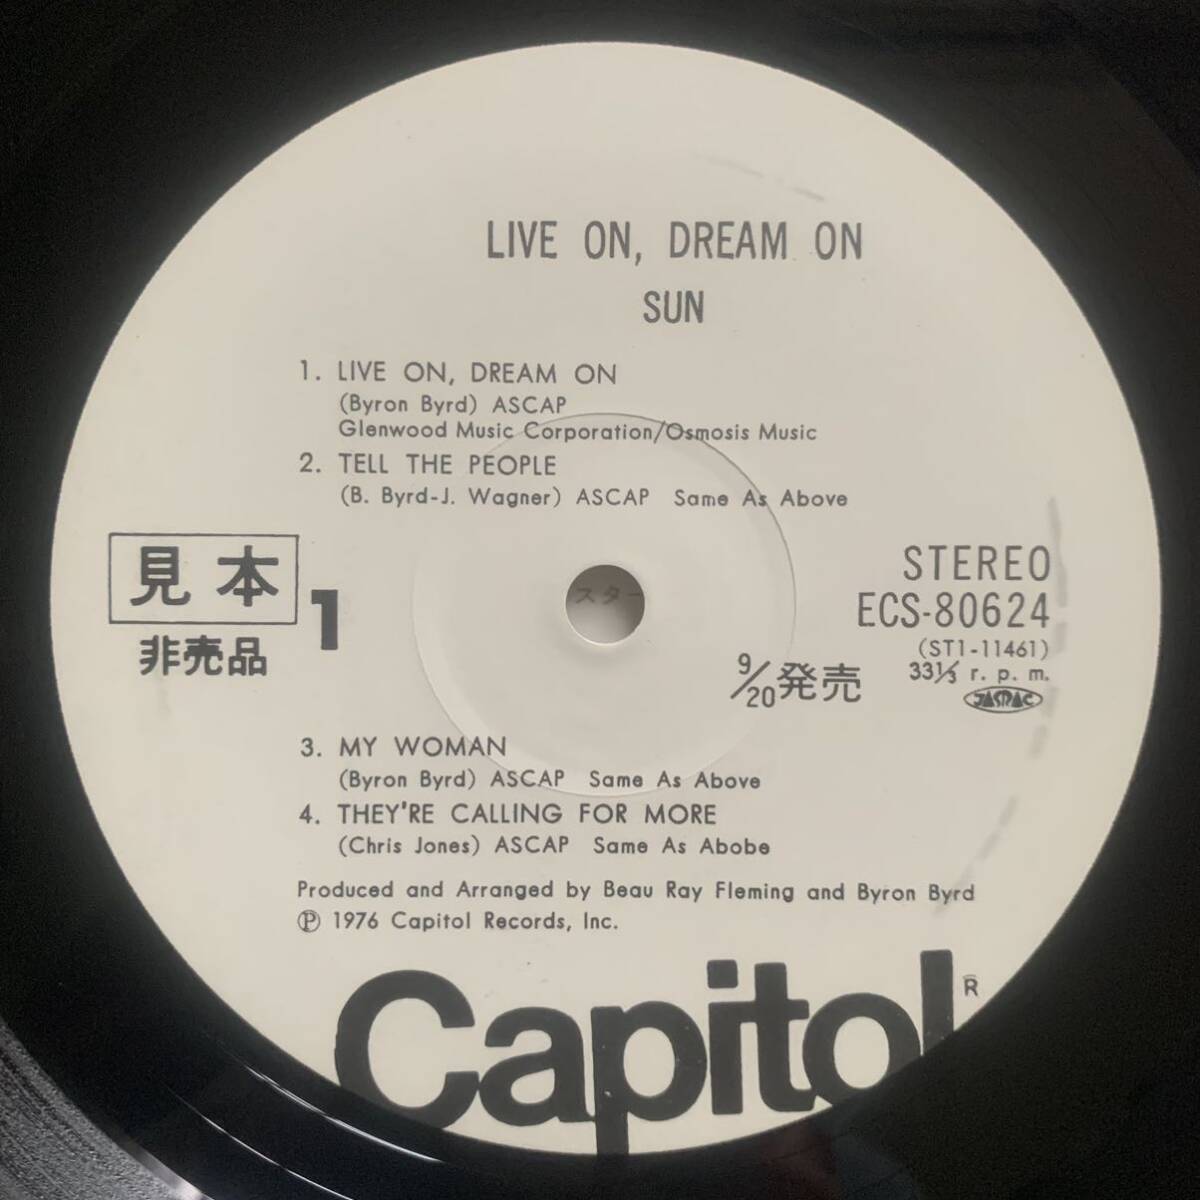 LIVE ON, DREAM ON
SUN
1. LIVE ON, DREAM ON
(Byron Byrd) ASCAP
Glenwood Music Corporation/Osmosis Music
2. TELL THE PEOPLE
(B. Byrd-J. Wagner) ASCAP Same As Above
見本
非売品
1
STEREO
ECS-80624
(ST1-11461)
33⅓ r. p. m.
JASRAC
9/20発売
スター
3. MY WOMAN
(Byron Byrd) ASCAP Same As Above
4. THEY'RE CALLING FOR MORE
(Chris Jones) ASCAP Same As Abobe
Produced and Arranged by Beau Ray Fleming and Byron Byrd
Ⓟ 1976 Capitol Records, Inc.
Capitol®